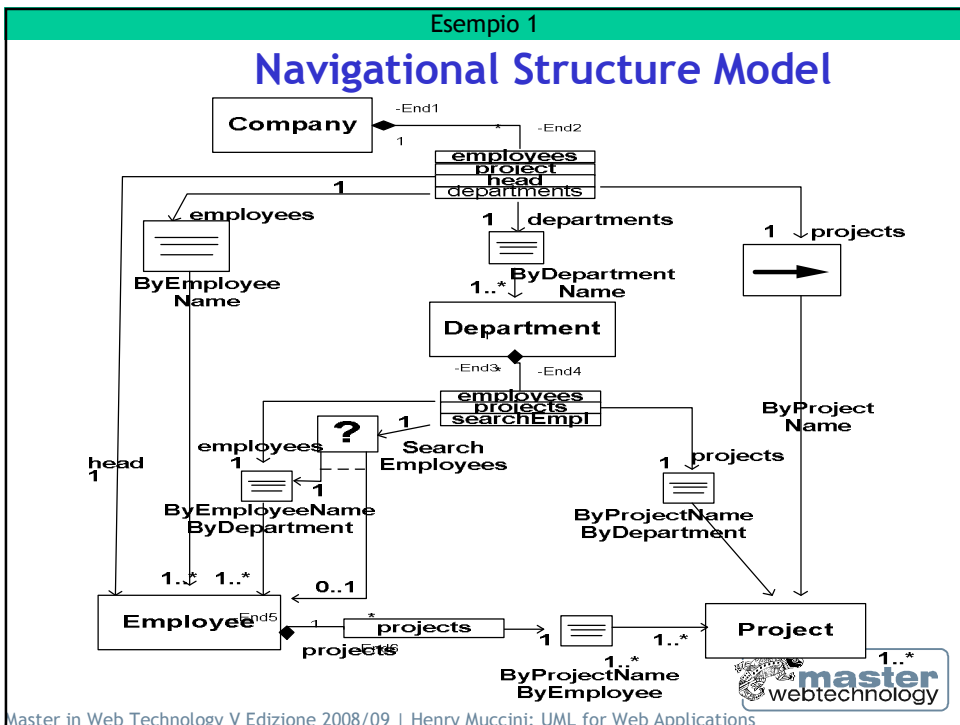 Esempio 1
Navigational Structure Model
Company
-End1
1
*
-End2
employees
project
head
departments
1
employees
1
departments
1
projects
ByEmployee
Name
ByDepartment
Name
1..*
Department
-End3
*
-End4
employees
projects
searchEmpl
ByProject
Name
?
1
Search
Employees
employees
1
1
head
1
projects
1
ByEmployeeName
ByDepartment
ByProjectName
ByDepartment
1..*
1..*
0..1
Employee
-End5
1
*
projects
projects
End6
1
1..*
1..*
ByProjectName
ByEmployee
Project
1..*
master
webtechnology
Master in Web Technology V Edizione 2008/09 | Henry Muccini: UML for Web Applications